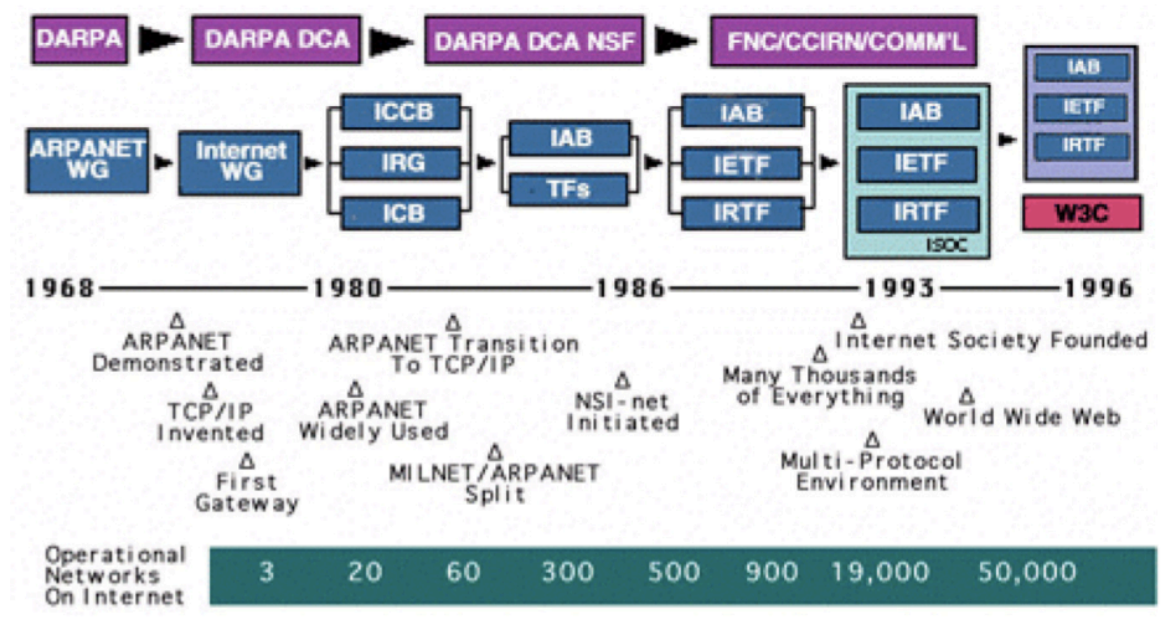 DARPA
DARPA DCA
DARPA DCA NSF
FNC/CCIRN/COMM'L
ARPANET
WG
Internet
WG
ICCB
IRG
ICB
IAB
TFs
IAB
IETF
IRTF
IAB
IETF
IRTF
ISOC
IAB
IETF
IRTF
W3C
1968
1980
1986
1993
1996
ARPANET
Demonstrated
TCP/IP
Invented
First
Gateway
ARPANET Transition
To TCP/IP
ARPANET
Widely Used
MILNET/ARPANET
Split
NSI-net
Initiated
Internet Society Founded
Many Thousands
of Everything
World Wide Web
Multi-Protocol
Environment
Operational
Networks
On Internet
3 20 60 300 500 900 19,000 50,000